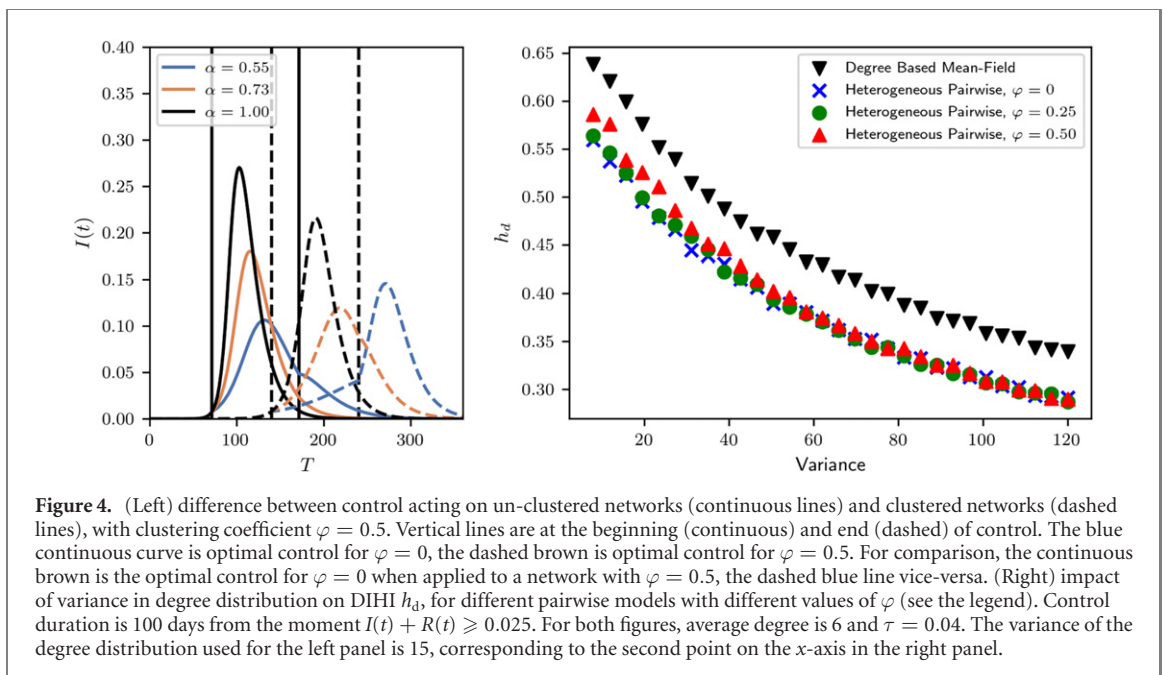 0.40
0.35
0.30
0.25
0.20
0.15
0.10
0.05
0.00
I(t)
α = 0.55
α = 0.73
α = 1.00
0 100 200 300
T
0.65
0.60
0.55
0.50
0.45
0.40
0.35
0.30
h_d
Degree Based Mean-Field
Heterogeneous Pairwise, φ = 0
Heterogeneous Pairwise, φ = 0.25
Heterogeneous Pairwise, φ = 0.50
20 40 60 80 100 120
Variance
Figure 4. (Left) difference between control acting on un-clustered networks (continuous lines) and clustered networks (dashed
lines), with clustering coefficient φ = 0.5. Vertical lines are at the beginning (continuous) and end (dashed) of control. The blue
continuous curve is optimal control for φ = 0, the dashed brown is optimal control for φ = 0.5. For comparison, the continuous
brown is the optimal control for φ = 0 when applied to a network with φ = 0.5, the dashed blue line vice-versa. (Right) impact
of variance in degree distribution on DIHI h_d, for different pairwise models with different values of φ (see the legend). Control
duration is 100 days from the moment I(t) + R(t) ⩾ 0.025. For both figures, average degree is 6 and τ = 0.04. The variance of the
degree distribution used for the left panel is 15, corresponding to the second point on the x-axis in the right panel.